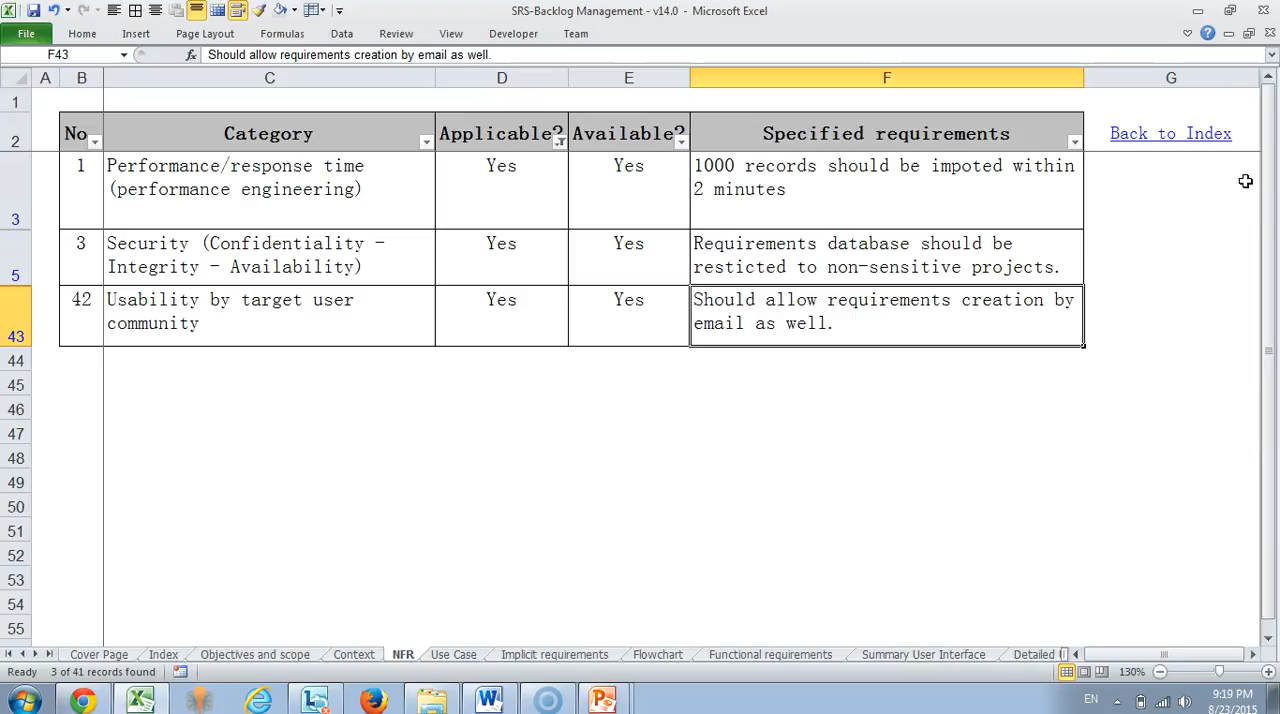 SRS-Backlog Management - v14.0 - Microsoft Excel
File Home Insert Page Layout Formulas Data Review View Developer Team
F43 fx Should allow requirements creation by email as well.
A B C D E F G
1
2 No Category Applicable? Available? Specified requirements Back to Index
1 Performance/response time Yes Yes 1000 records should be impoted within
(performance engineering) 2 minutes
3
3 Security (Confidentiality - Yes Yes Requirements database should be
5 Integrity - Availability) resticted to non-sensitive projects.
42 Usability by target user Yes Yes Should allow requirements creation by
43 community email as well.
44
45
46
47
48
49
50
51
52
53
54
55
Cover Page Index Objectives and scope Context NFR Use Case Implicit requirements Flowchart Functional requirements Summary User Interface Detailed
Ready 3 of 41 records found 130%
EN 9:19 PM
8/23/2015